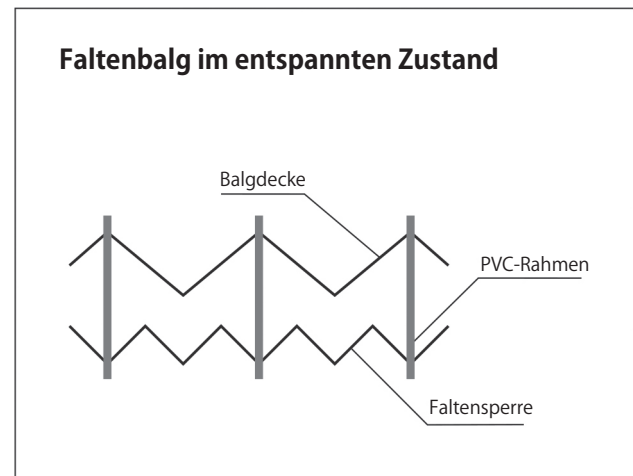 Faltenbalg im entspannten Zustand
Balgdecke
PVC-Rahmen
Faltensperre